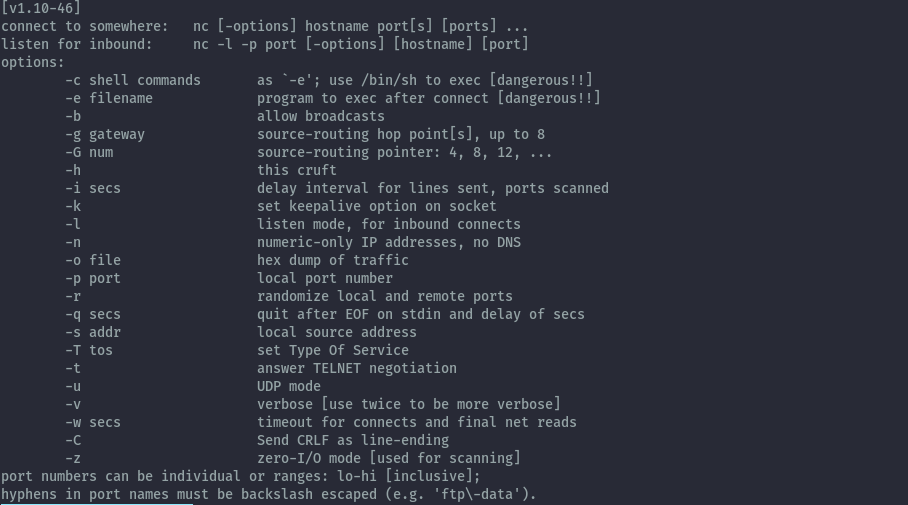 [v1.10-46]
connect to somewhere:   nc [-options] hostname port[s] [ports] ...
listen for inbound:     nc -l -p port [-options] [hostname] [port]
options:
        -c shell commands       as `-e'; use /bin/sh to exec [dangerous!!]
        -e filename             program to exec after connect [dangerous!!]
        -b                      allow broadcasts
        -g gateway              source-routing hop point[s], up to 8
        -G num                  source-routing pointer: 4, 8, 12, ...
        -h                      this cruft
        -i secs                 delay interval for lines sent, ports scanned
        -k                      set keepalive option on socket
        -l                      listen mode, for inbound connects
        -n                      numeric-only IP addresses, no DNS
        -o file                 hex dump of traffic
        -p port                 local port number
        -r                      randomize local and remote ports
        -q secs                 quit after EOF on stdin and delay of secs
        -s addr                 local source address
        -T tos                  set Type Of Service
        -t                      answer TELNET negotiation
        -u                      UDP mode
        -v                      verbose [use twice to be more verbose]
        -w secs                 timeout for connects and final net reads
        -C                      Send CRLF as line-ending
        -z                      zero-I/O mode [used for scanning]
port numbers can be individual or ranges: lo-hi [inclusive];
hyphens in port names must be backslash escaped (e.g. 'ftp\-data').